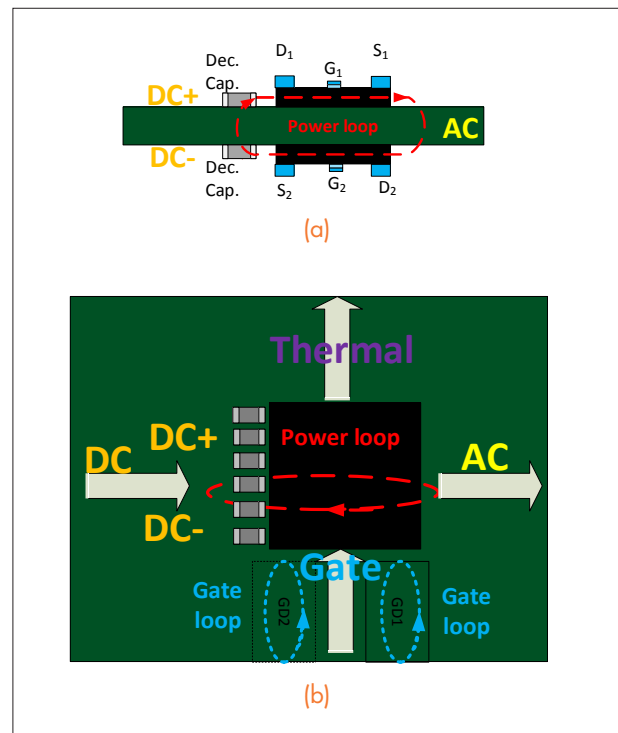 Dec.
Cap.
D1
G1
S1
DC+
Power loop
AC
DC-
Dec.
Cap.
S2
G2
D2
(a)
Thermal
DC+
Power loop
DC
AC
DC-
Gate
Gate
loop
GD2
GD1
Gate
loop
(b)